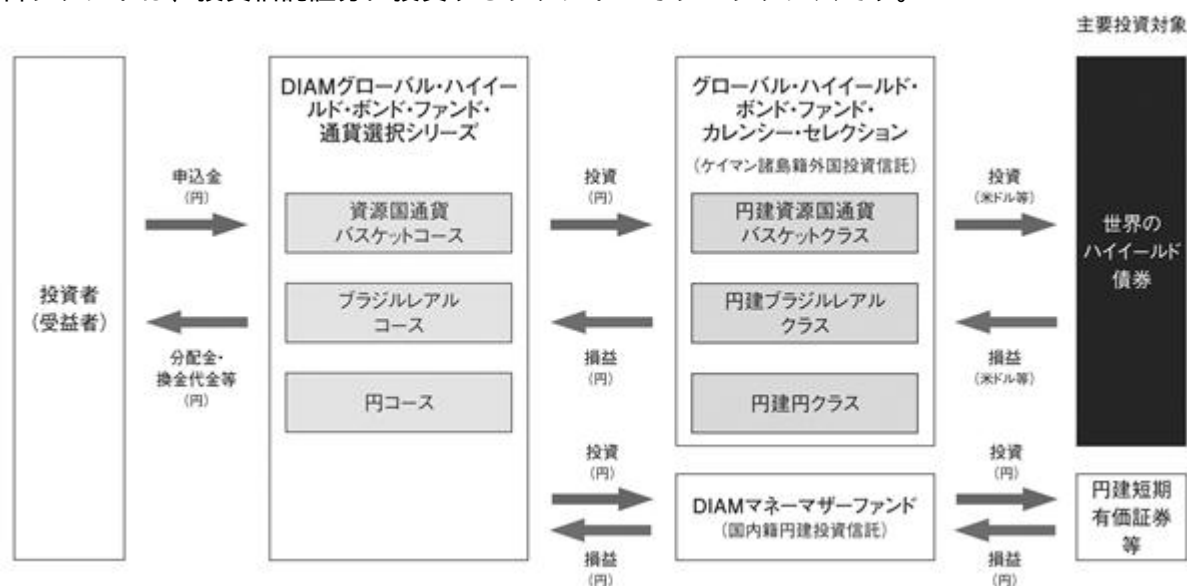 主要投資対象
DIAMグローバル・ハイイー
ルド・ボンド・ファンド・
通貨選択シリーズ
グローバル・ハイイールド・
ボンド・ファンド・
カレンシー・セレクション
(ケイマン諸島籍外国投資信託)
申込金
(円)
投資
(円)
投資
(米ドル等)
資源国通貨
バスケットコース
円建資源国通貨
バスケットクラス
世界の
ハイイールド
債券
投資者
(受益者)
ブラジルレアル
コース
円建ブラジルレアル
クラス
分配金・
換金代金等
(円)
損益
(円)
損益
(米ドル等)
円コース
円建円クラス
投資
(円)
投資
(円)
DIAMマネーマザーファンド
(国内籍円建投資信託)
円建短期
有価証券
等
損益
(円)
損益
(円)